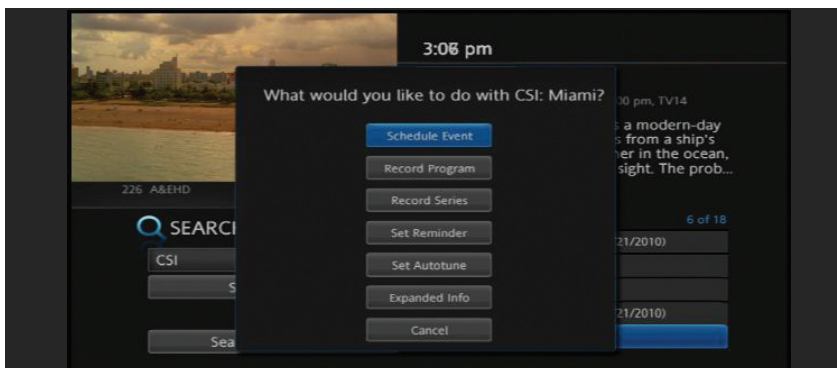 3:06 pm
What would you like to do with CSI: Miami?
00 pm, TV14
Schedule Event
a modern-day
from a ship's
er in the ocean,
sight. The prob...
Record Program
226 A&EHD
Record Series
SEARC
6 of 18
Set Reminder
21/2010)
CSI
Set Autotune
S
Expanded Info
21/2010)
Cancel
Sea